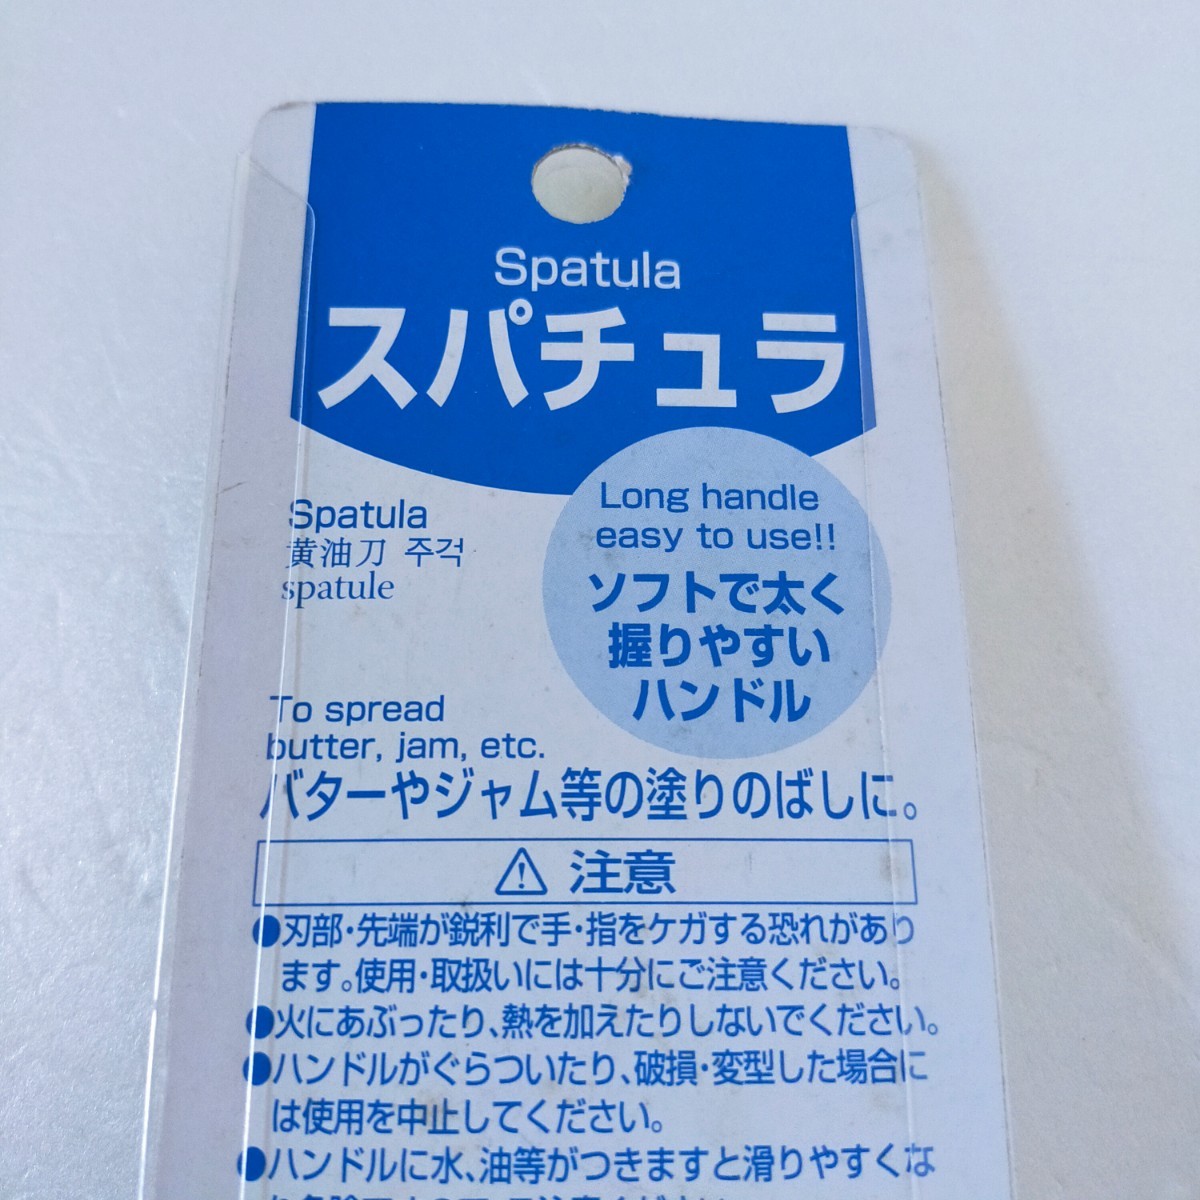 Spatula
スパチュラ
Spatula
黄油刀 주걱
spatule
Long handle
easy to use!!
ソフトで太く
握りやすい
ハンドル
To spread
butter, jam, etc.
バターやジャム等の塗りのばしに。
⚠ 注意
●刃部・先端が鋭利で手・指をケガする恐れがあり
ます。使用・取扱いには十分にご注意ください。
●火にあぶったり、熱を加えたりしないでください。
●ハンドルがぐらついたり、破損・変型した場合に
は使用を中止してください。
●ハンドルに水、油等がつきますと滑りやすくな